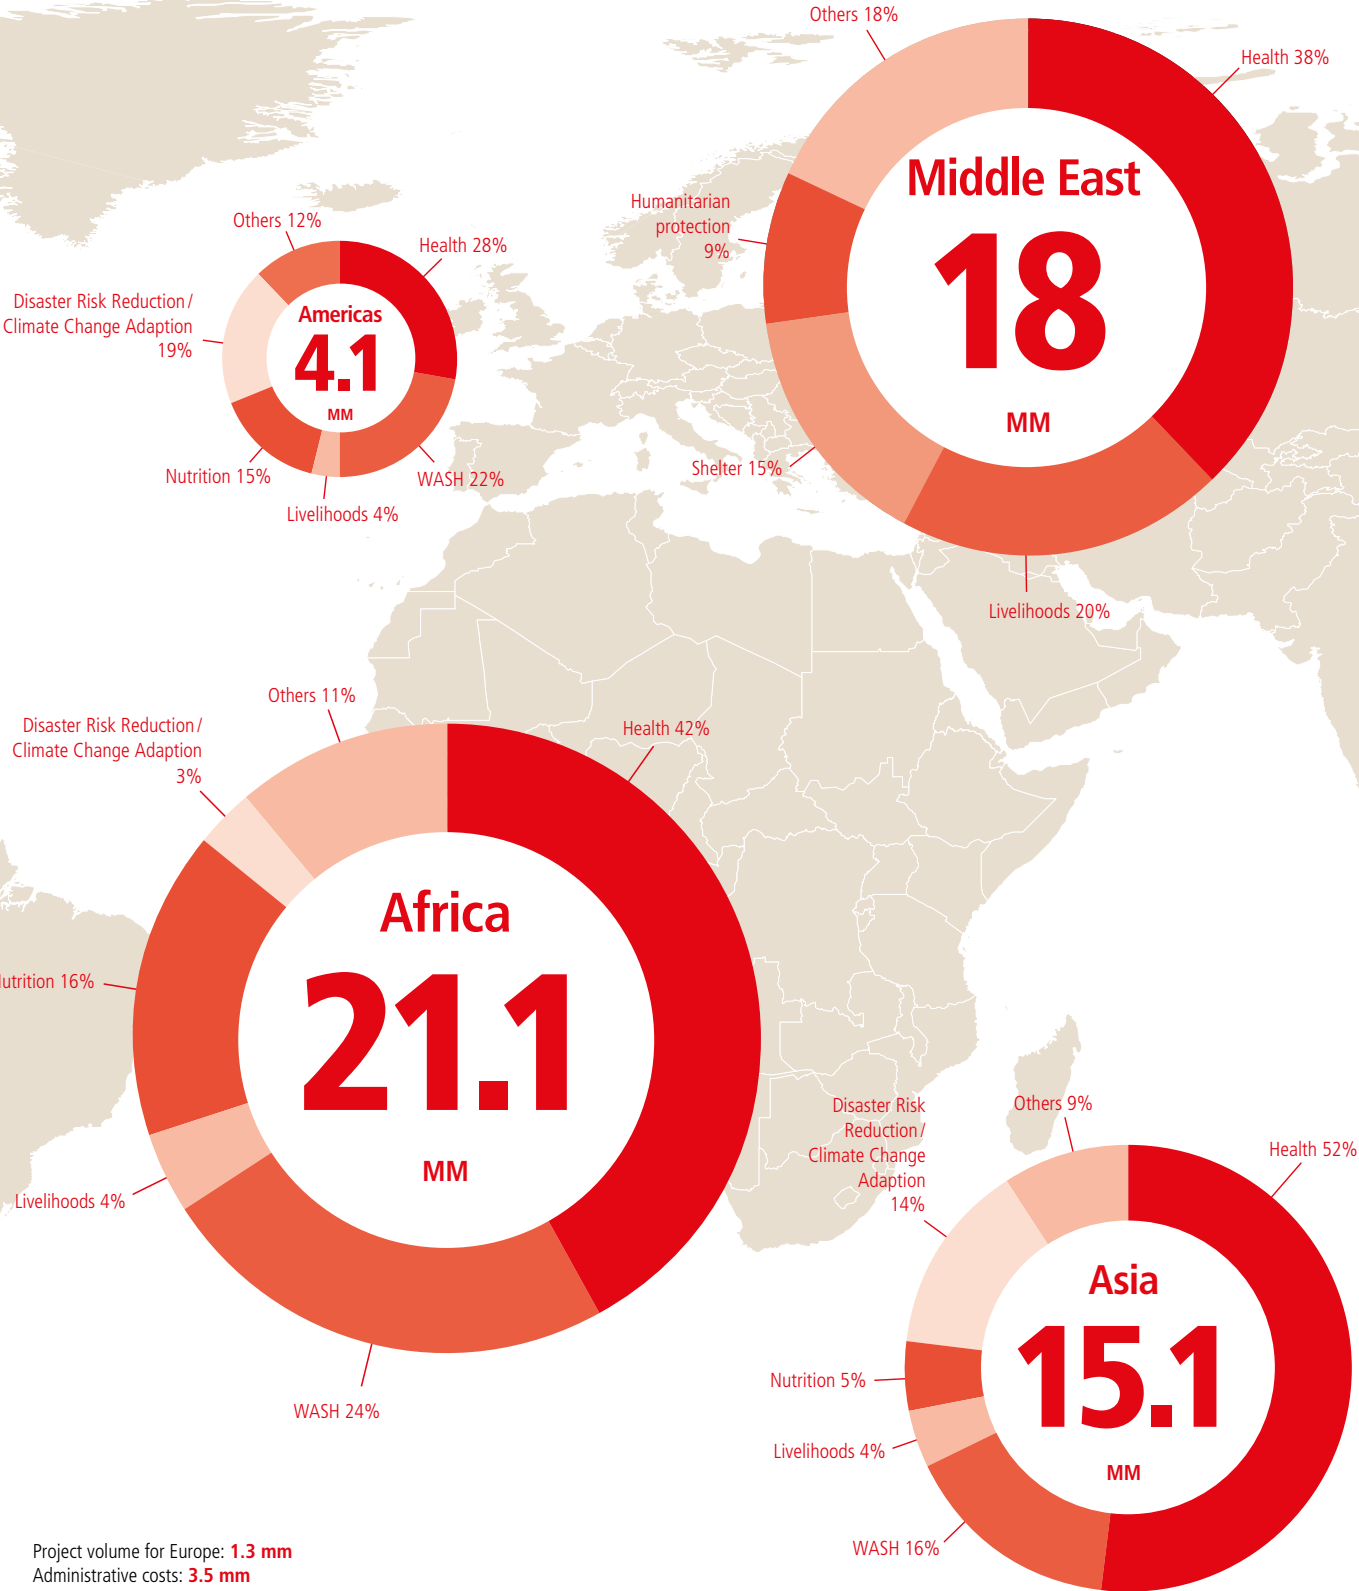 Others 18%
Health 38%
Middle East
18
MM
Humanitarian
protection
9%
Shelter 15%
Livelihoods 20%
Others 12%
Health 28%
Disaster Risk Reduction /
Climate Change Adaption
19%
Americas
4.1
MM
Nutrition 15%
WASH 22%
Livelihoods 4%
Others 11%
Health 42%
Disaster Risk Reduction /
Climate Change Adaption
3%
Africa
21.1
MM
utrition 16%
Livelihoods 4%
WASH 24%
Disaster Risk
Reduction /
Climate Change
Adaption
14%
Others 9%
Health 52%
Asia
15.1
MM
Nutrition 5%
Livelihoods 4%
WASH 16%
Project volume for Europe: 1.3 mm
Administrative costs: 3.5 mm